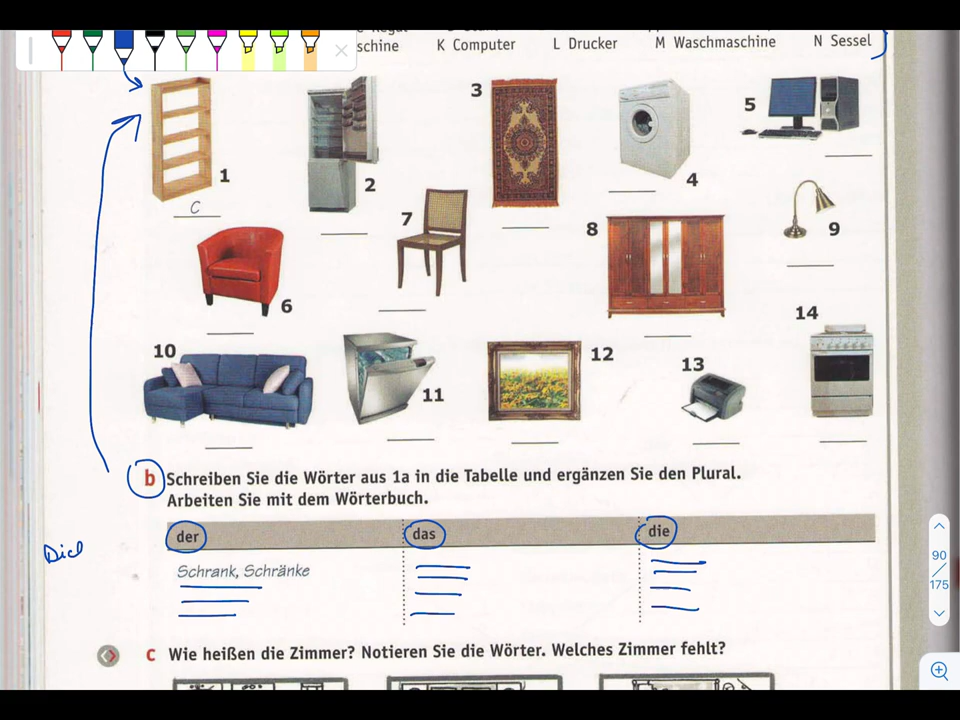 schine K Computer L Drucker M Waschmaschine N Sessel
3
5
1
2
4
C
7
8
9
6
14
10
12
13
11
b Schreiben Sie die Wörter aus 1a in die Tabelle und ergänzen Sie den Plural.
Arbeiten Sie mit dem Wörterbuch.
der das die
Schrank, Schränke
c Wie heißen die Zimmer? Notieren Sie die Wörter. Welches Zimmer fehlt?
90
175